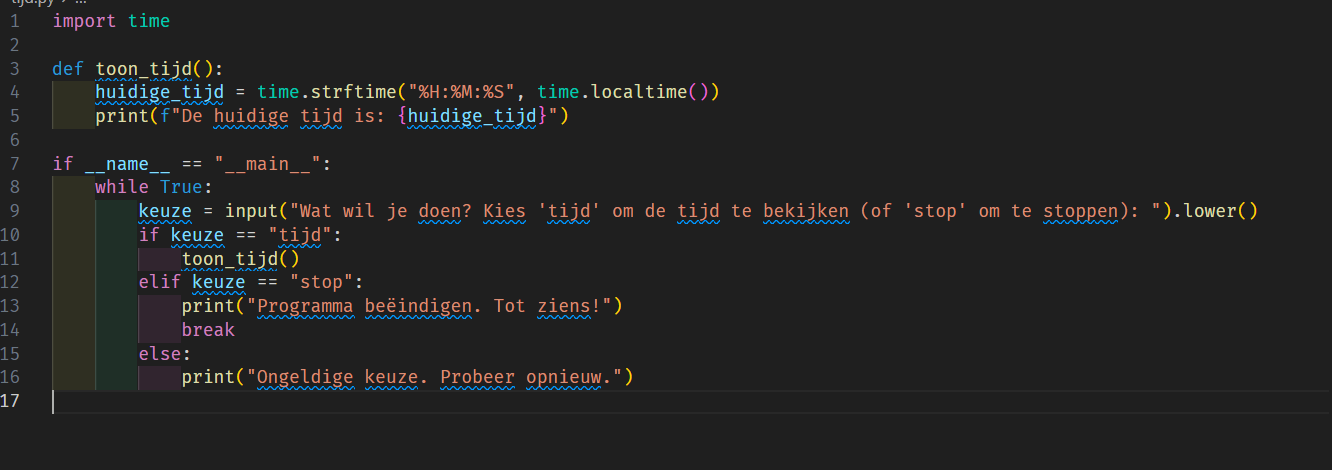 tijd.py > ...
1 import time
2
3 def toon_tijd():
4     huidige_tijd = time.strftime("%H:%M:%S", time.localtime())
5     print(f"De huidige tijd is: {huidige_tijd}")
6
7 if __name__ == "__main__":
8     while True:
9         keuze = input("Wat wil je doen? Kies 'tijd' om de tijd te bekijken (of 'stop' om te stoppen): ").lower()
10         if keuze == "tijd":
11             toon_tijd()
12         elif keuze == "stop":
13             print("Programma beëindigen. Tot ziens!")
14             break
15         else:
16             print("Ongeldige keuze. Probeer opnieuw.")
17